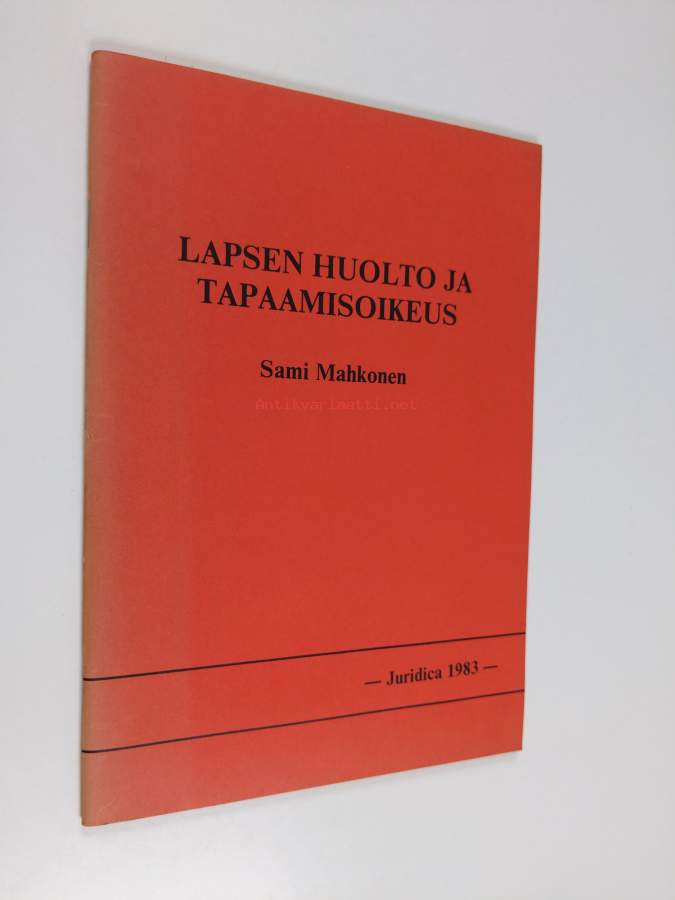 LAPSEN HUOLTO JA
TAPAAMISOIKEUS
Sami Mahkonen
Antikvariaatti.net
— Juridica 1983 —